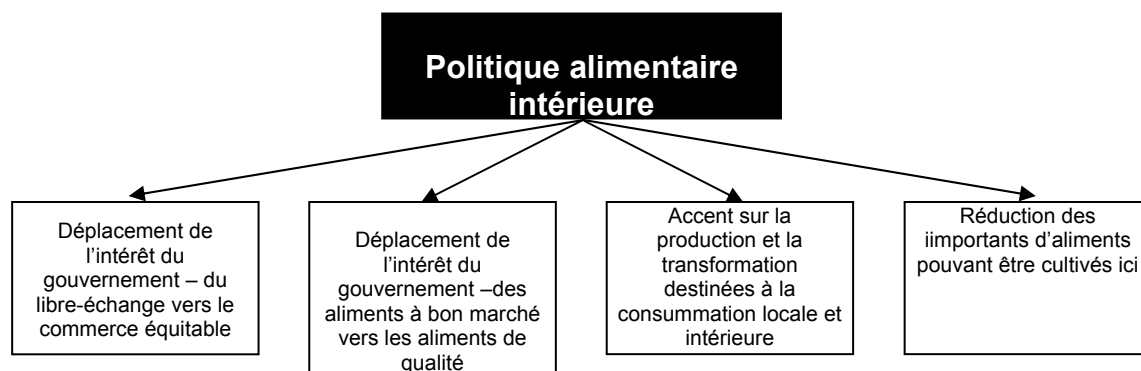 Politique alimentaire
intérieure
Déplacement de
l’intérêt du
gouvernement – du
libre-échange vers le
commerce équitable
Déplacement de
l’intérêt du
gouvernement –des
aliments à bon marché
vers les aliments de
qualité
Accent sur la
production et la
transformation
destinées à la
consummation locale et
intérieure
Réduction des
iimportants d’aliments
pouvant être cultivés ici